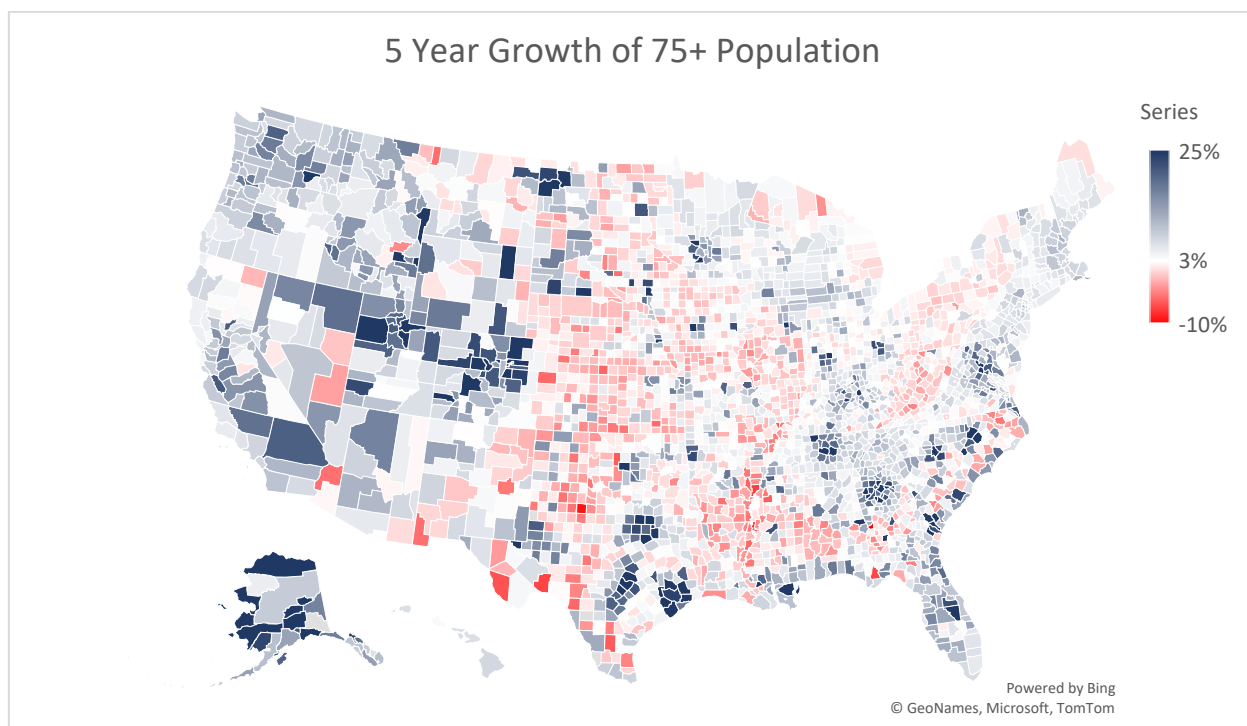 5 Year Growth of 75+ Population
Series
25%
3%
-10%
Powered by Bing
© GeoNames, Microsoft, TomTom